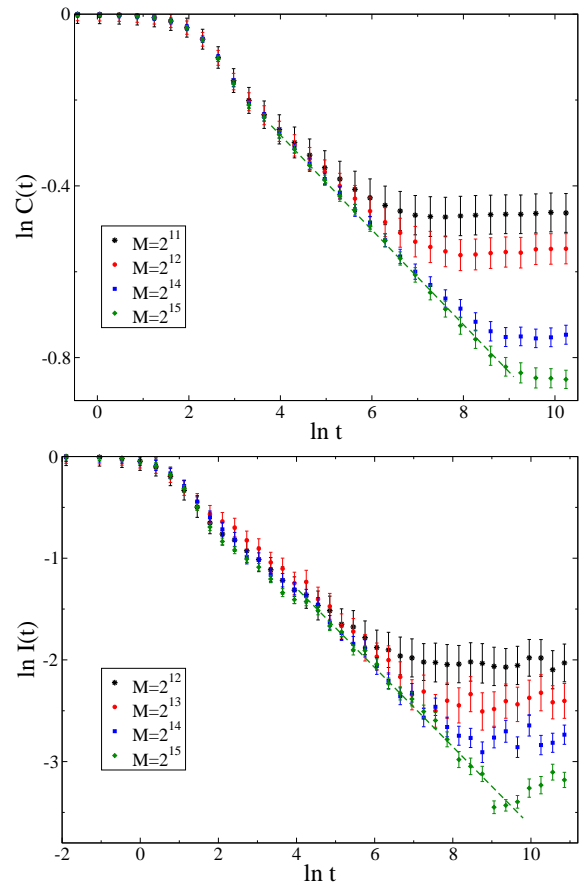 0
-0.4
-0.8
ln C(t)
M=2^11
M=2^12
M=2^14
M=2^15
0 2 4 6 8 10
ln t
0
-1
-2
-3
ln I(t)
M=2^12
M=2^13
M=2^14
M=2^15
-2 0 2 4 6 8 10
ln t